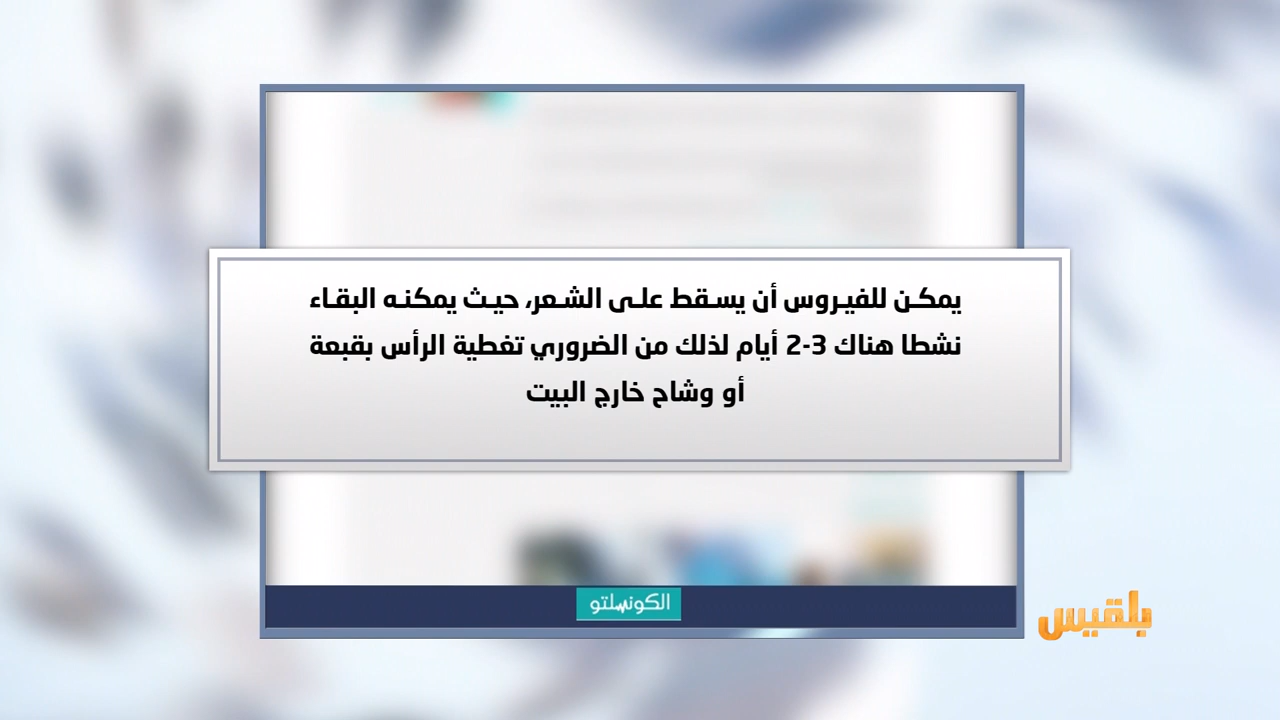 يمكن للفيروس أن يسقط على الشعر، حيث يمكنه البقاء
نشطا هناك 3-2 أيام لذلك من الضروري تغطية الرأس بقبعة
أو وشاح خارج البيت
الكونسلتو
بلقيس